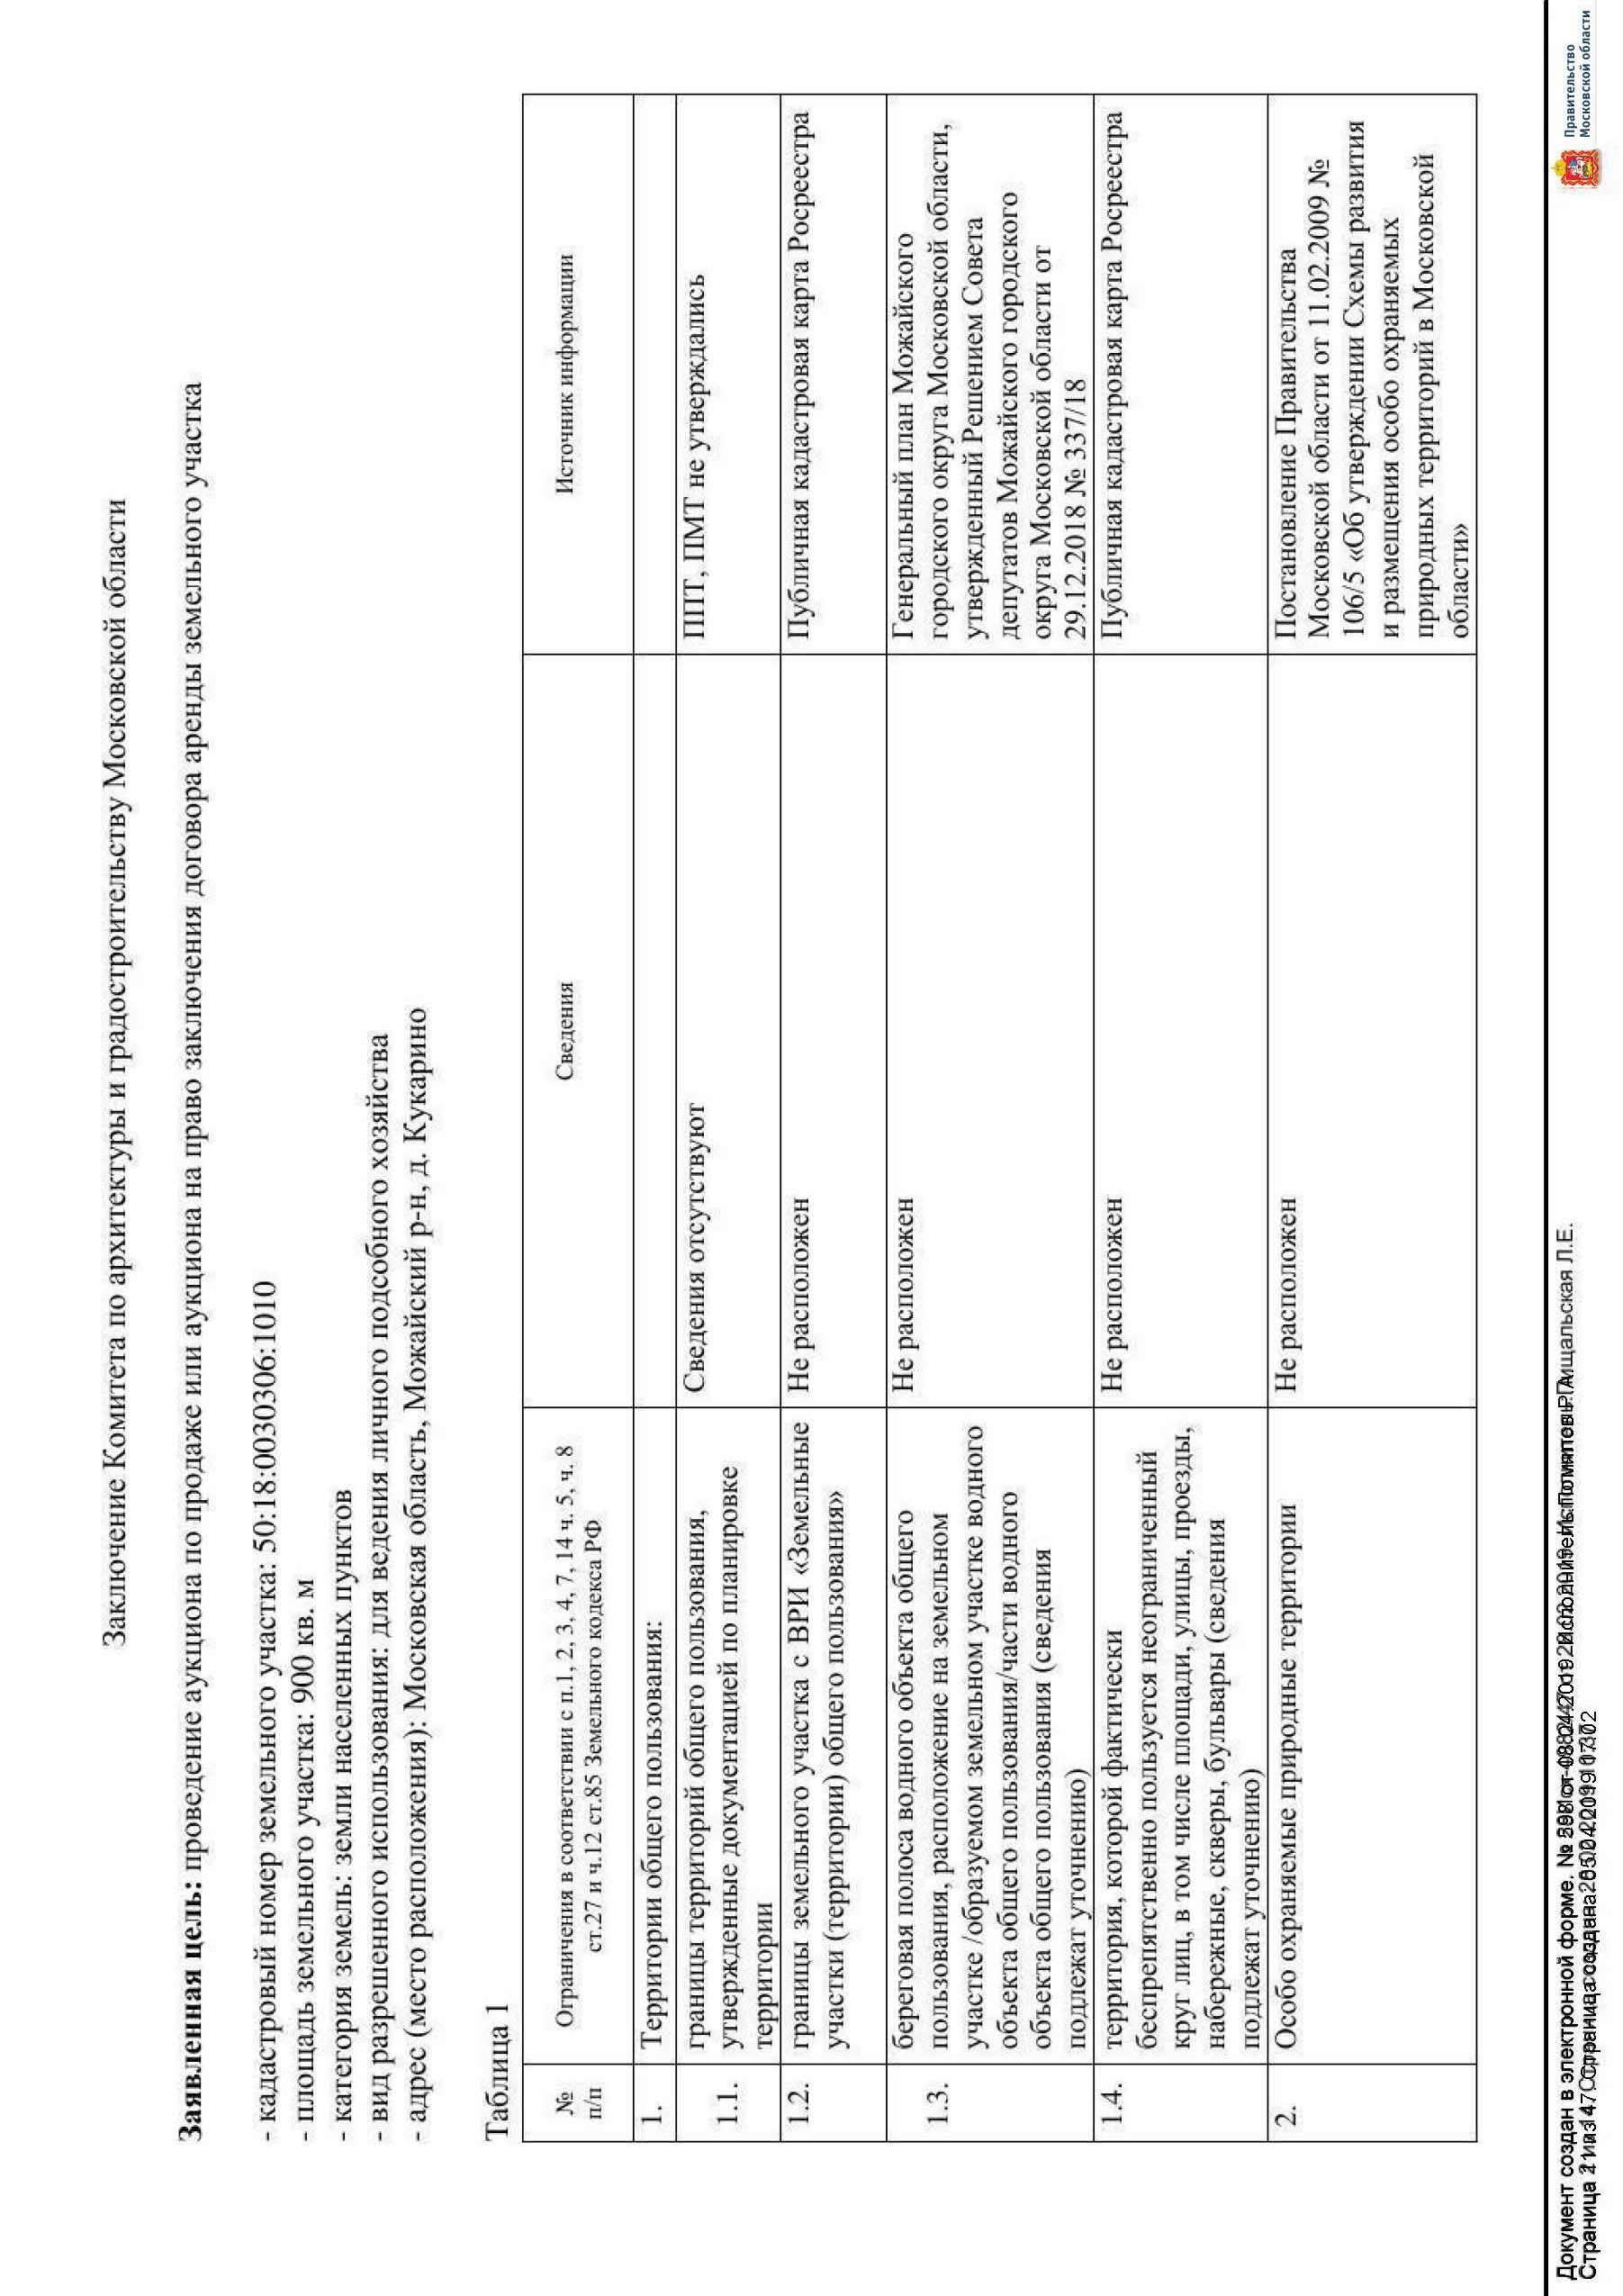 Заключение Комитета по архитектуры и градостроительству Московской области
Заявленная цель: проведение аукциона по продаже или аукциона на право заключения договора аренды земельного участка
- кадастровый номер земельного участка: 50:18:0030306:1010
- площадь земельного участка: 900 кв. м
- категория земель: земли населенных пунктов
- вид разрешенного использования: для ведения личного подсобного хозяйства
- адрес (место расположения): Московская область, Можайский р-н, д. Кукарино
Таблица 1
№
п/п
Ограничения в соответствии с п.1, 2, 3, 4, 7, 14 ч. 5, ч. 8
ст.27 и ч.12 ст.85 Земельного кодекса РФ
Сведения
Источник информации
1.
Территории общего пользования:
1.1.
границы территорий общего пользования,
утвержденные документацией по планировке
территории
Сведения отсутствуют
ППТ, ПМТ не утверждались
1.2.
границы земельного участка с ВРИ «Земельные
участки (территории) общего пользования»
Не расположен
Публичная кадастровая карта Росреестра
1.3.
береговая полоса водного объекта общего
пользования, расположение на земельном
участке /образуемом земельном участке водного
объекта общего пользования/части водного
объекта общего пользования (сведения
подлежат уточнению)
Не расположен
Генеральный план Можайского
городского округа Московской области,
утвержденный Решением Совета
депутатов Можайского городского
округа Московской области от
29.12.2018 № 337/18
1.4.
территория, которой фактически
беспрепятственно пользуется неограниченный
круг лиц, в том числе площади, улицы, проезды,
набережные, скверы, бульвары (сведения
подлежат уточнению)
Не расположен
Публичная кадастровая карта Росреестра
2.
Особо охраняемые природные территории
Не расположен
Постановление Правительства
Московской области от 11.02.2009 №
106/5 «Об утверждении Схемы развития
и размещения особо охраняемых
природных территорий в Московской
области»
Документ создан в электронной форме. №
Страница
Правительство
Московской области